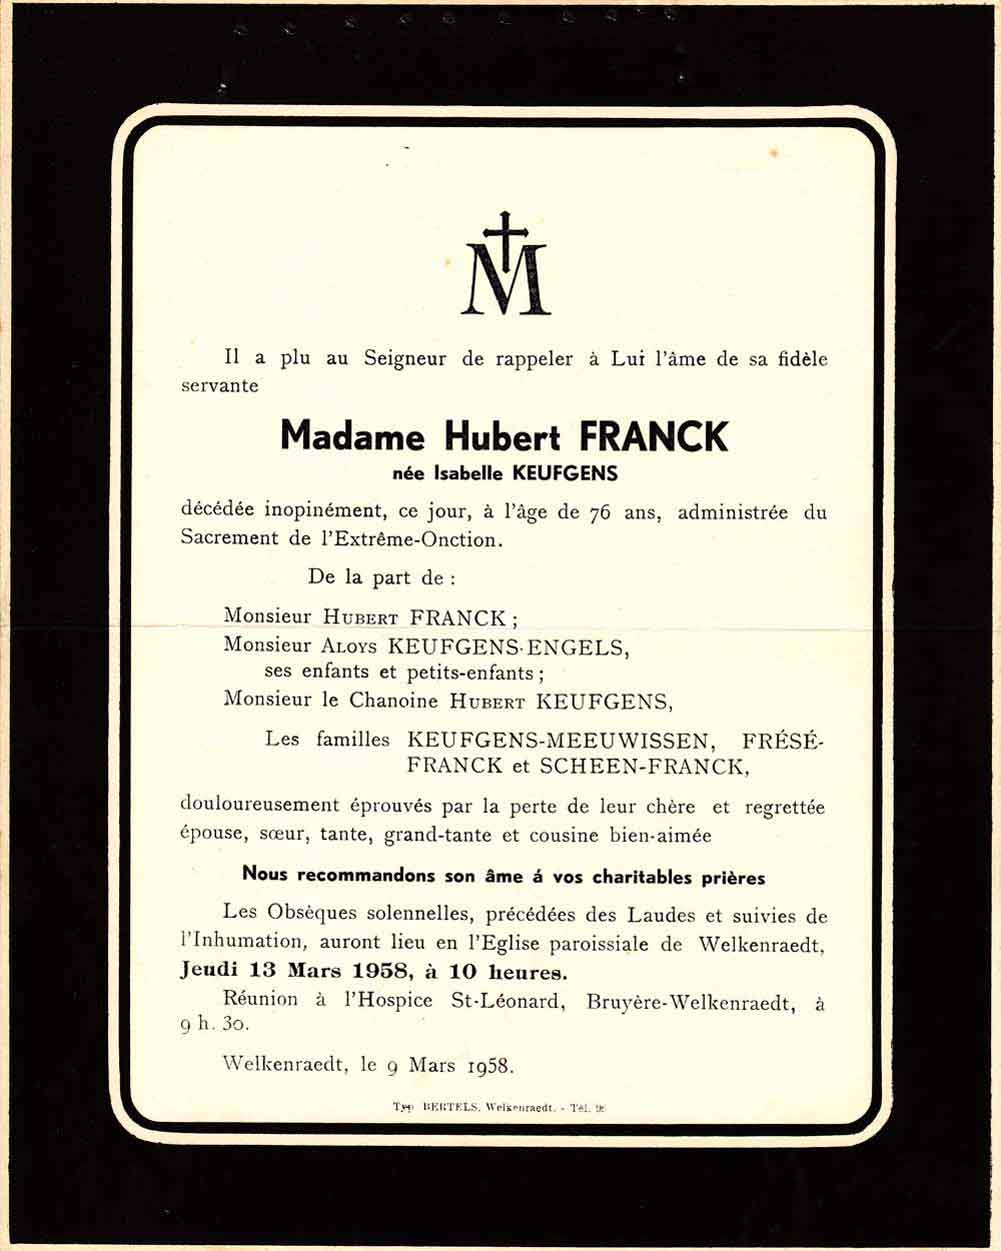 M
Il a plu au Seigneur de rappeler à Lui l'âme de sa fidèle
servante
Madame Hubert FRANCK
née Isabelle KEUFGENS
décédée inopinément, ce jour, à l'âge de 76 ans, administrée du
Sacrement de l'Extrême-Onction.
De la part de :
Monsieur HUBERT FRANCK ;
Monsieur ALOYS KEUFGENS-ENGELS,
ses enfants et petits-enfants ;
Monsieur le Chanoine HUBERT KEUFGENS,
Les familles KEUFGENS-MEEUWISSEN, FRÉSÉ-
FRANCK et SCHEEN-FRANCK,
douloureusement éprouvés par la perte de leur chère et regrettée
épouse, sœur, tante, grand-tante et cousine bien-aimée
Nous recommandons son âme á vos charitables prières
Les Obsèques solennelles, précédées des Laudes et suivies de
l'Inhumation, auront lieu en l'Eglise paroissiale de Welkenraedt,
Jeudi 13 Mars 1958, à 10 heures.
Réunion à l'Hospice St-Léonard, Bruyère-Welkenraedt, à
9 h. 30.
Welkenraedt, le 9 Mars 1958.
Typ BERTELS, Welkenraedt. - Tél.